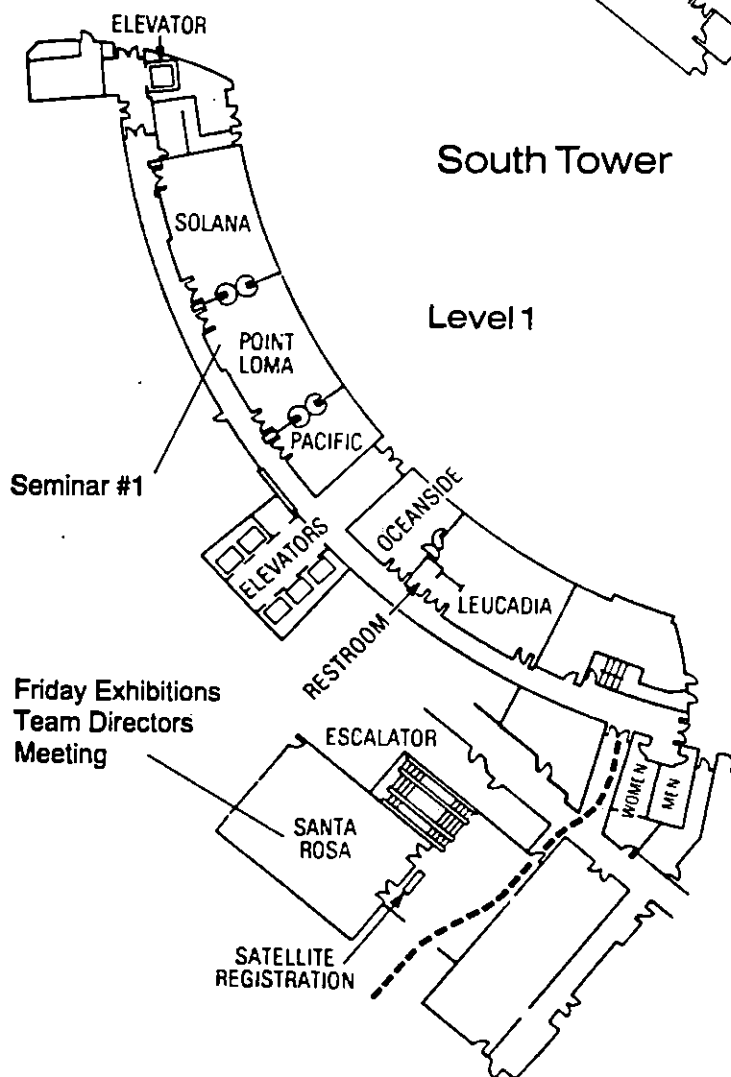 ELEVATOR
South Tower
SOLANA
Level 1
POINT
LOMA
PACIFIC
Seminar #1
OCEANSIDE
ELEVATORS
LEUCADIA
RESTROOM
Friday Exhibitions
Team Directors
Meeting
ESCALATOR
WOMEN
MEN
SANTA
ROSA
SATELLITE
REGISTRATION